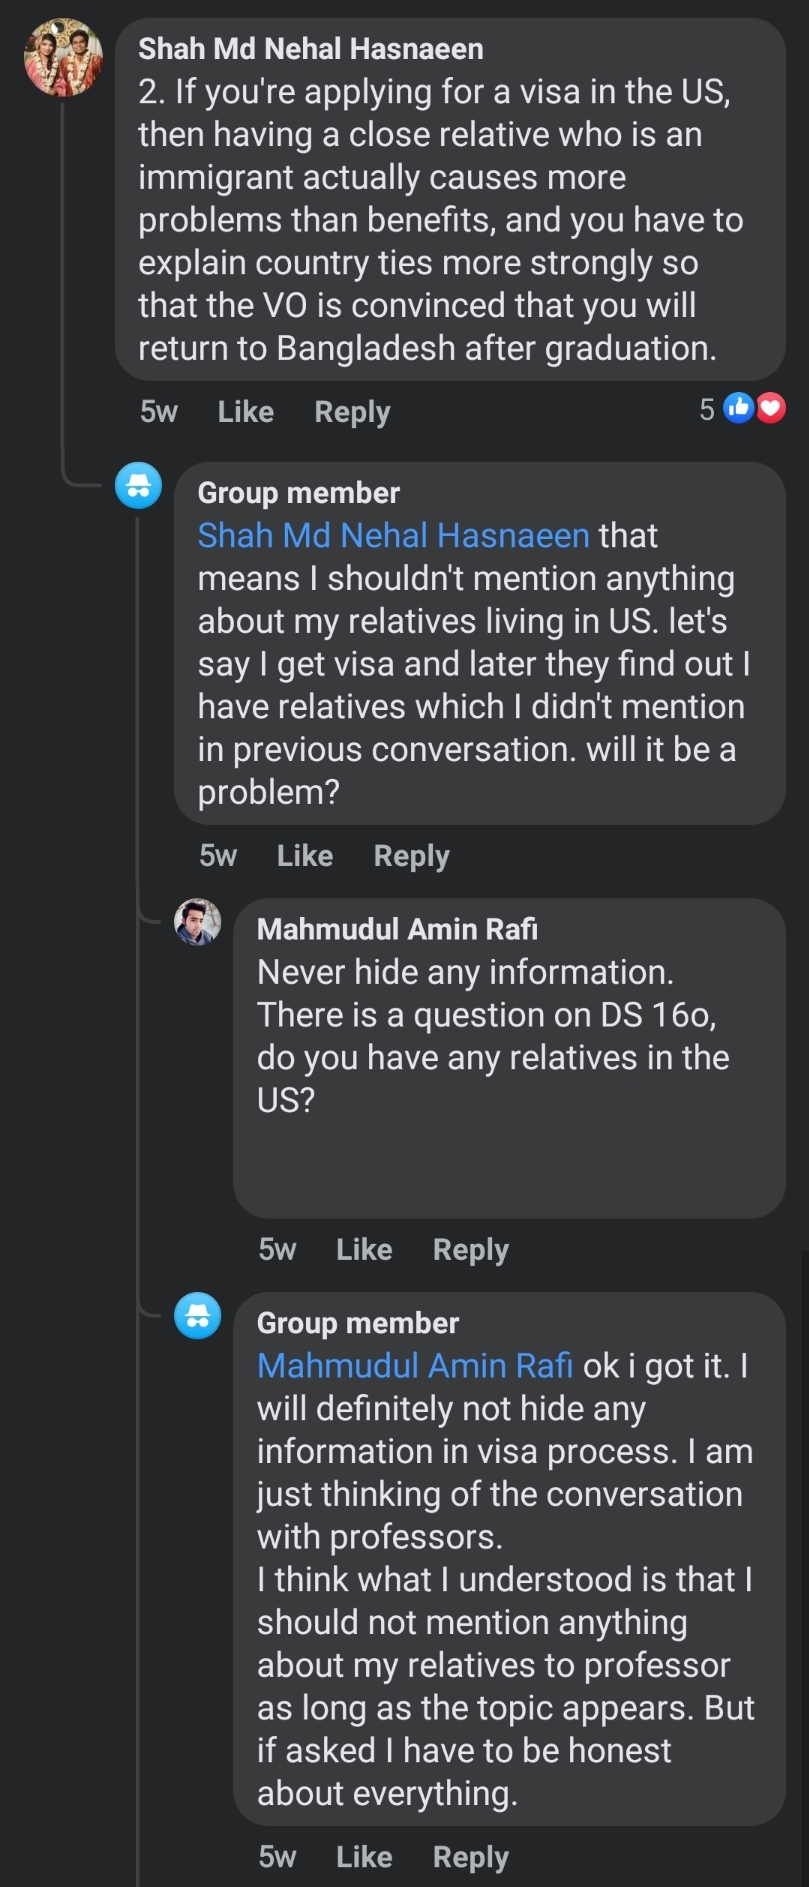 Shah Md Nehal Hasnaeen
2. If you're applying for a visa in the US,
then having a close relative who is an
immigrant actually causes more
problems than benefits, and you have to
explain country ties more strongly so
that the VO is convinced that you will
return to Bangladesh after graduation.
5w Like Reply 5
Group member
Shah Md Nehal Hasnaeen that
means I shouldn't mention anything
about my relatives living in US. let's
say I get visa and later they find out I
have relatives which I didn't mention
in previous conversation. will it be a
problem?
5w Like Reply
Mahmudul Amin Rafi
Never hide any information.
There is a question on DS 16o,
do you have any relatives in the
US?
5w Like Reply
Group member
Mahmudul Amin Rafi ok i got it. I
will definitely not hide any
information in visa process. I am
just thinking of the conversation
with professors.
I think what I understood is that I
should not mention anything
about my relatives to professor
as long as the topic appears. But
if asked I have to be honest
about everything.
5w Like Reply